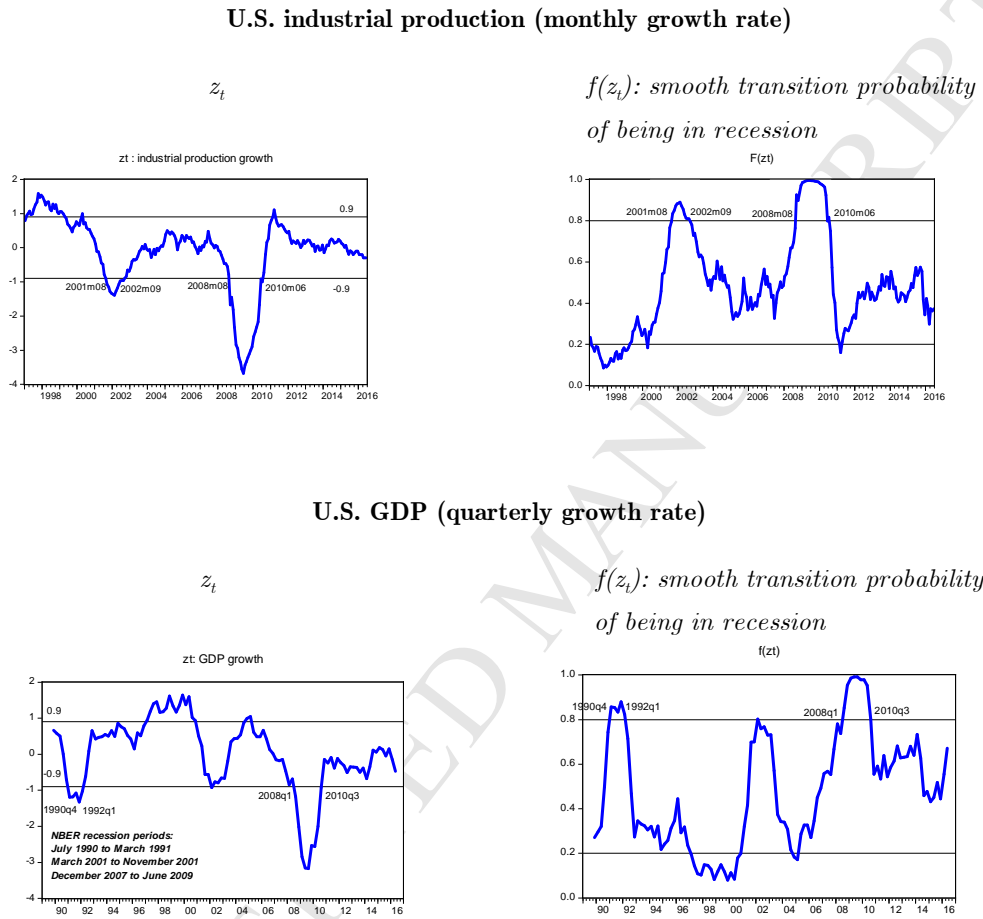 U.S. industrial production (monthly growth rate)
z_t
f(z_t): smooth transition probability
of being in recession
zt : industrial production growth
2
1
0
-1
-2
-3
-4
0.9
-0.9
2001m08
2002m09
2008m08
2010m06
1998 2000 2002 2004 2006 2008 2010 2012 2014 2016
F(zt)
1.0
0.8
0.6
0.4
0.2
0.0
2001m08
2002m09
2008m08
2010m06
1998 2000 2002 2004 2006 2008 2010 2012 2014 2016
U.S. GDP (quarterly growth rate)
z_t
f(z_t): smooth transition probability
of being in recession
zt: GDP growth
2
1
0
-1
-2
-3
-4
0.9
-0.9
1990q4
1992q1
2008q1
2010q3
NBER recession periods:
July 1990 to March 1991
March 2001 to November 2001
December 2007 to June 2009
90 92 94 96 98 00 02 04 06 08 10 12 14 16
f(zt)
1.0
0.8
0.6
0.4
0.2
0.0
1990q4
1992q1
2008q1
2010q3
90 92 94 96 98 00 02 04 06 08 10 12 14 16